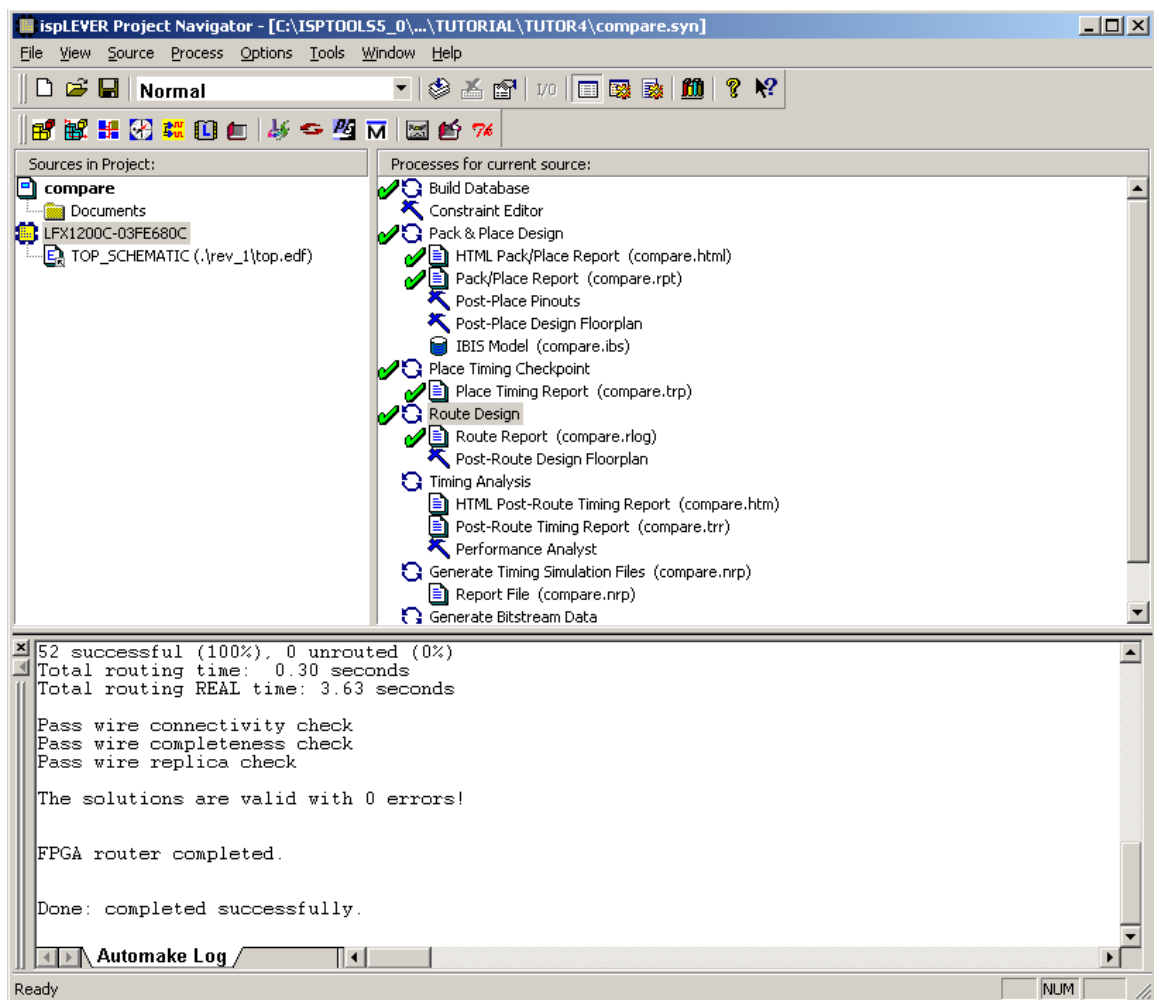 ispLEVER Project Navigator - [C:\ISPTOOLS5_0\...\TUTORIAL\TUTOR4\compare.syn]
File View Source Process Options Tools Window Help
Normal
I/O
L
PS
M
Sources in Project:
compare
Documents
LFX1200C-03FE680C
TOP_SCHEMATIC (.\rev_1\top.edf)
Processes for current source:
Build Database
Constraint Editor
Pack & Place Design
HTML Pack/Place Report (compare.html)
Pack/Place Report (compare.rpt)
Post-Place Pinouts
Post-Place Design Floorplan
IBIS Model (compare.ibs)
Place Timing Checkpoint
Place Timing Report (compare.trp)
Route Design
Route Report (compare.rlog)
Post-Route Design Floorplan
Timing Analysis
HTML Post-Route Timing Report (compare.htm)
Post-Route Timing Report (compare.trr)
Performance Analyst
Generate Timing Simulation Files (compare.nrp)
Report File (compare.nrp)
Generate Bitstream Data
52 successful (100%), 0 unrouted (0%)
Total routing time: 0.30 seconds
Total routing REAL time: 3.63 seconds
Pass wire connectivity check
Pass wire completeness check
Pass wire replica check
The solutions are valid with 0 errors!
FPGA router completed.
Done: completed successfully.
Automake Log
Ready
NUM